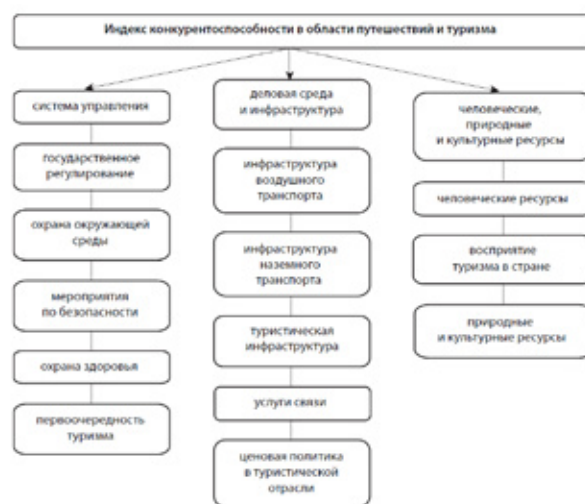 Индекс конкурентоспособности в области путешествий и туризма
система управления
государственное
регулирование
охрана окружающей
среды
мероприятия
по безопасности
охрана здоровья
первоочередность
туризма
деловая среда
и инфраструктура
инфраструктура
воздушного
транспорта
инфраструктура
наземного
транспорта
туристическая
инфраструктура
услуги связи
ценовая политика
в туристической
отрасли
человеческие,
природные
и культурные ресурсы
человеческие ресурсы
восприятие
туризма в стране
природные
и культурные ресурсы